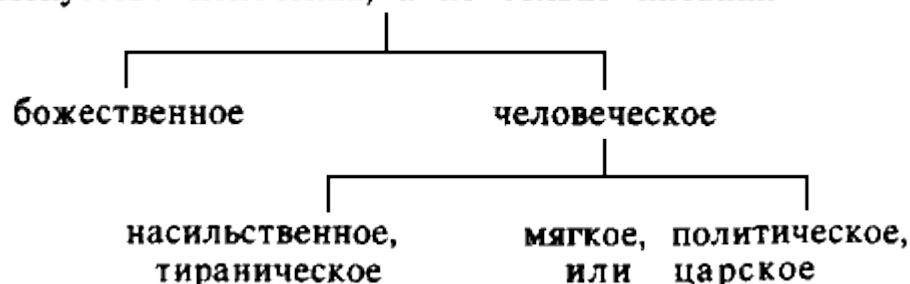 божественное человеческое
насильственное, мягкое, политическое,
тираническое или царское